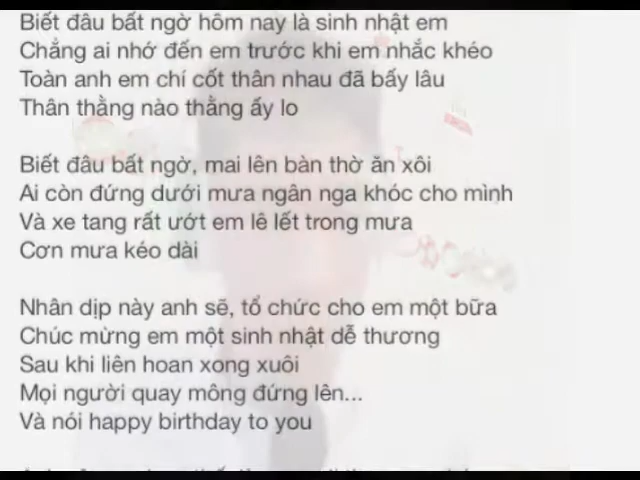 Biết đâu bất ngờ hôm nay là sinh nhật em
Chẳng ai nhớ đến em trước khi em nhắc khéo
Toàn anh em chí cốt thân nhau đã bấy lâu
Thân thằng nào thằng ấy lo
Biết đâu bất ngờ, mai lên bàn thờ ăn xôi
Ai còn đứng dưới mưa ngân nga khóc cho mình
Và xe tang rất ướt em lê lết trong mưa
Cơn mưa kéo dài
Nhân dịp này anh sẽ, tổ chức cho em một bữa
Chúc mừng em một sinh nhật dễ thương
Sau khi liên hoan xong xuôi
Mọi người quay mông đứng lên...
Và nói happy birthday to you